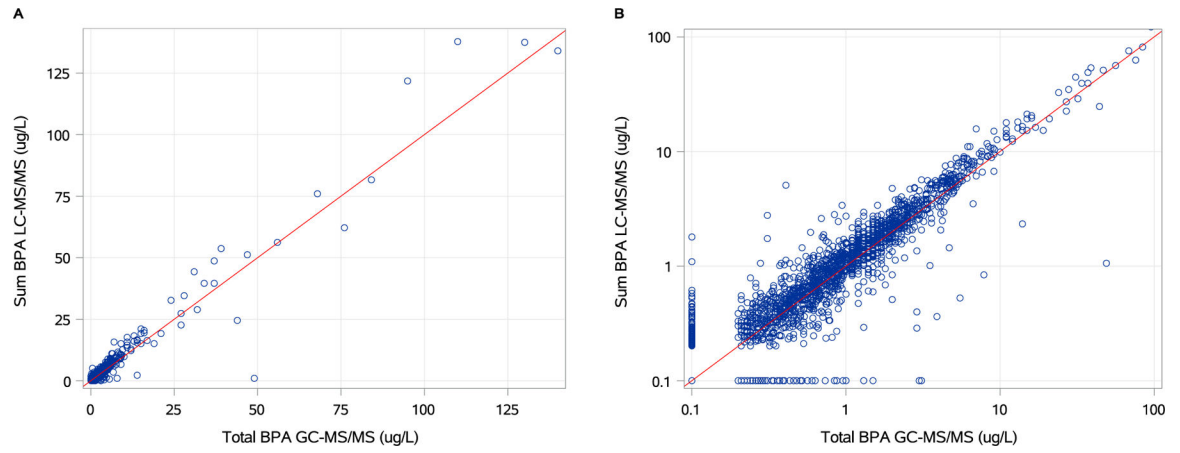 A
Sum BPA LC-MS/MS (ug/L)
125
100
75
50
25
0
0 25 50 75 100 125
Total BPA GC-MS/MS (ug/L)
B
Sum BPA LC-MS/MS (ug/L)
100
10
1
0.1
0.1 1 10 100
Total BPA GC-MS/MS (ug/L)